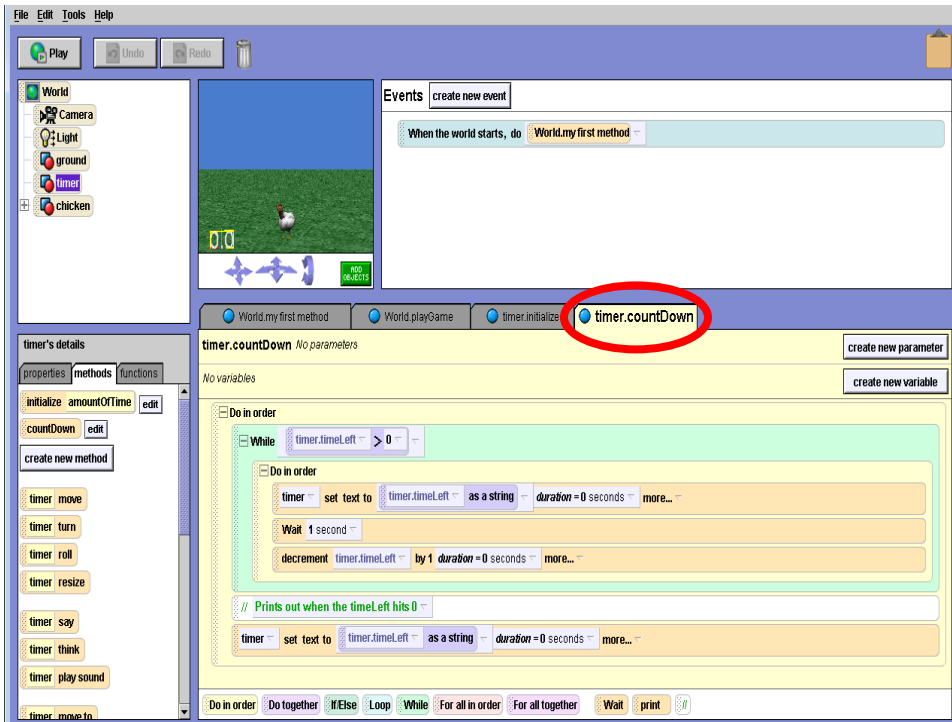 File Edit Tools Help
Play Undo Redo
World
Camera
Light
ground
timer
chicken
0.0
ADD
OBJECTS
Events create new event
When the world starts, do World.my first method
World.my first method World.playGame timer.initialize timer.countDown
timer's details
properties methods functions
initialize amountOfTime edit
countDown edit
create new method
timer move
timer turn
timer roll
timer resize
timer say
timer think
timer play sound
timer move to
timer.countDown No parameters create new parameter
No variables create new variable
Do in order
While timer.timeLeft > 0
Do in order
timer set text to timer.timeLeft as a string duration = 0 seconds more...
Wait 1 second
decrement timer.timeLeft by 1 duration = 0 seconds more...
// Prints out when the timeLeft hits 0
timer set text to timer.timeLeft as a string duration = 0 seconds more...
Do in order Do together If/Else Loop While For all in order For all together Wait print //